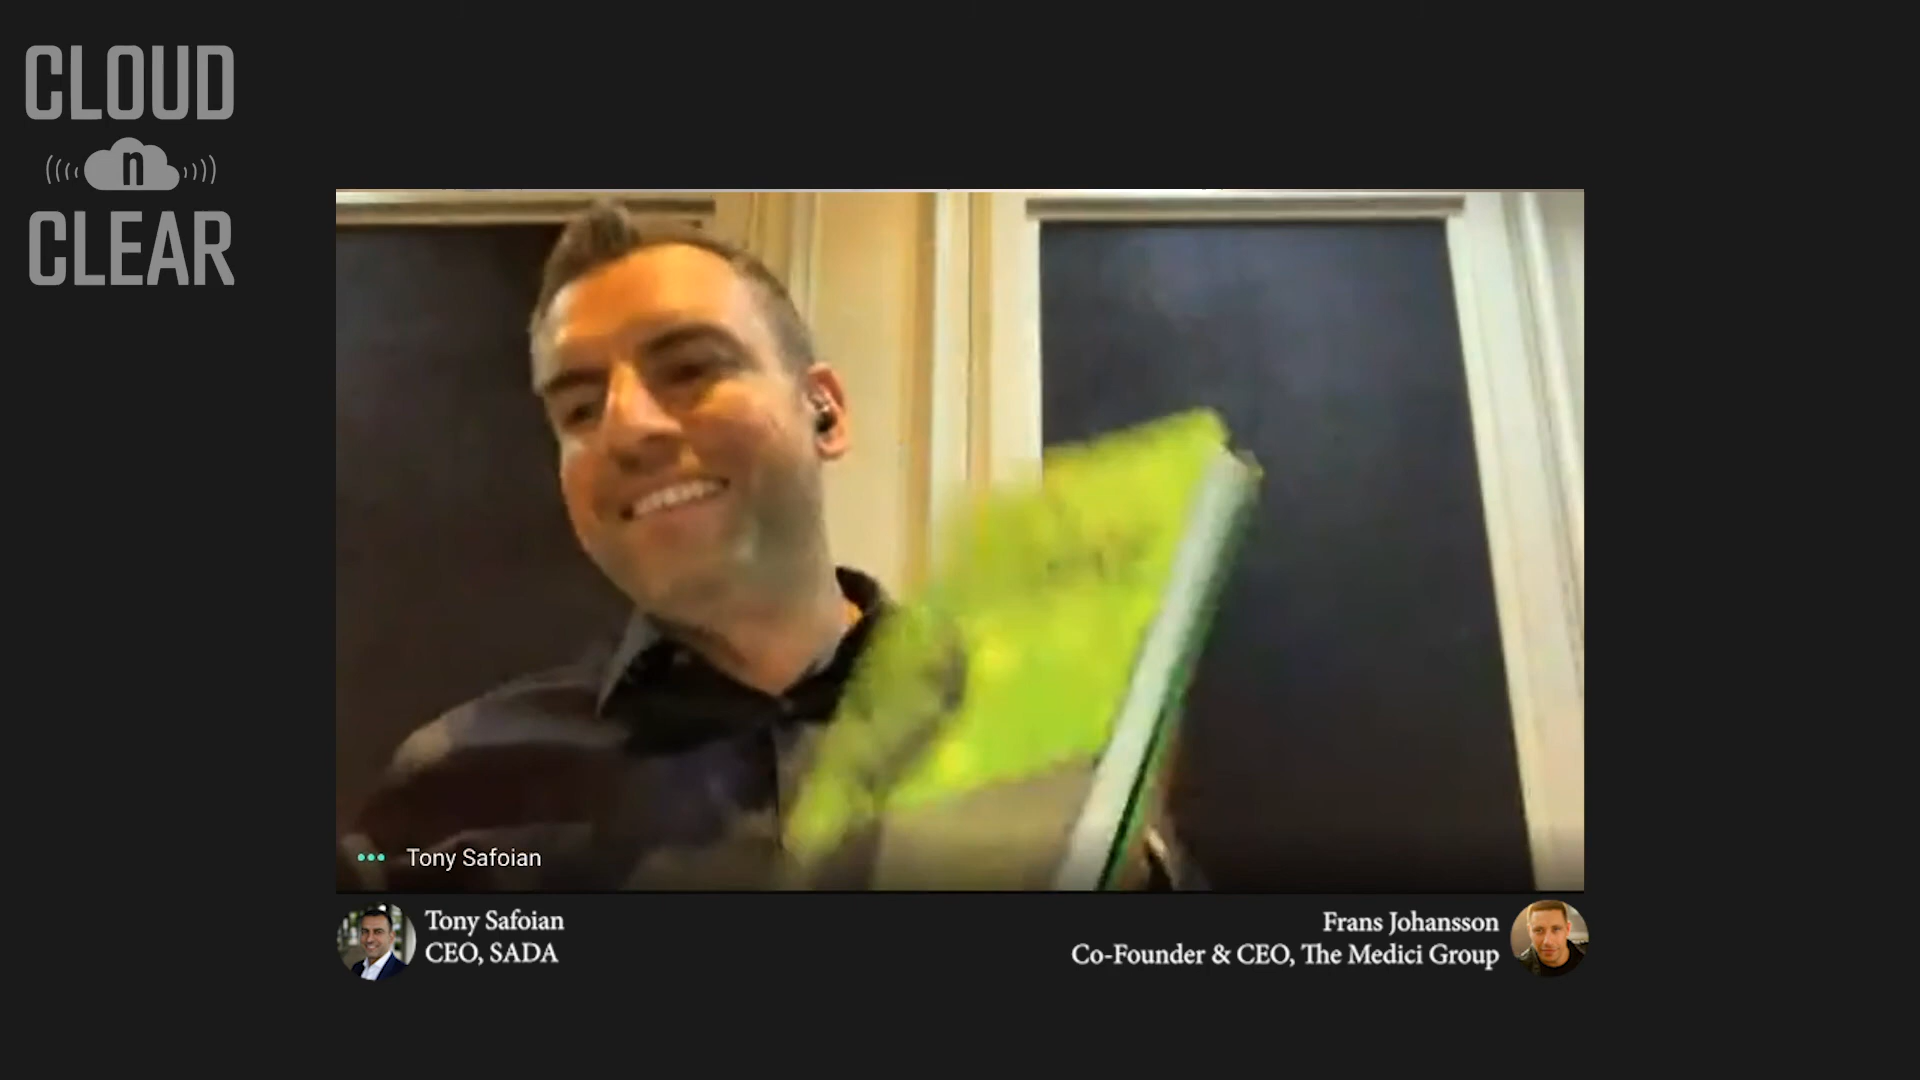 CLOUD
n
CLEAR
Tony Safoian
Tony Safoian
CEO, SADA
Frans Johansson
Co-Founder & CEO, The Medici Group